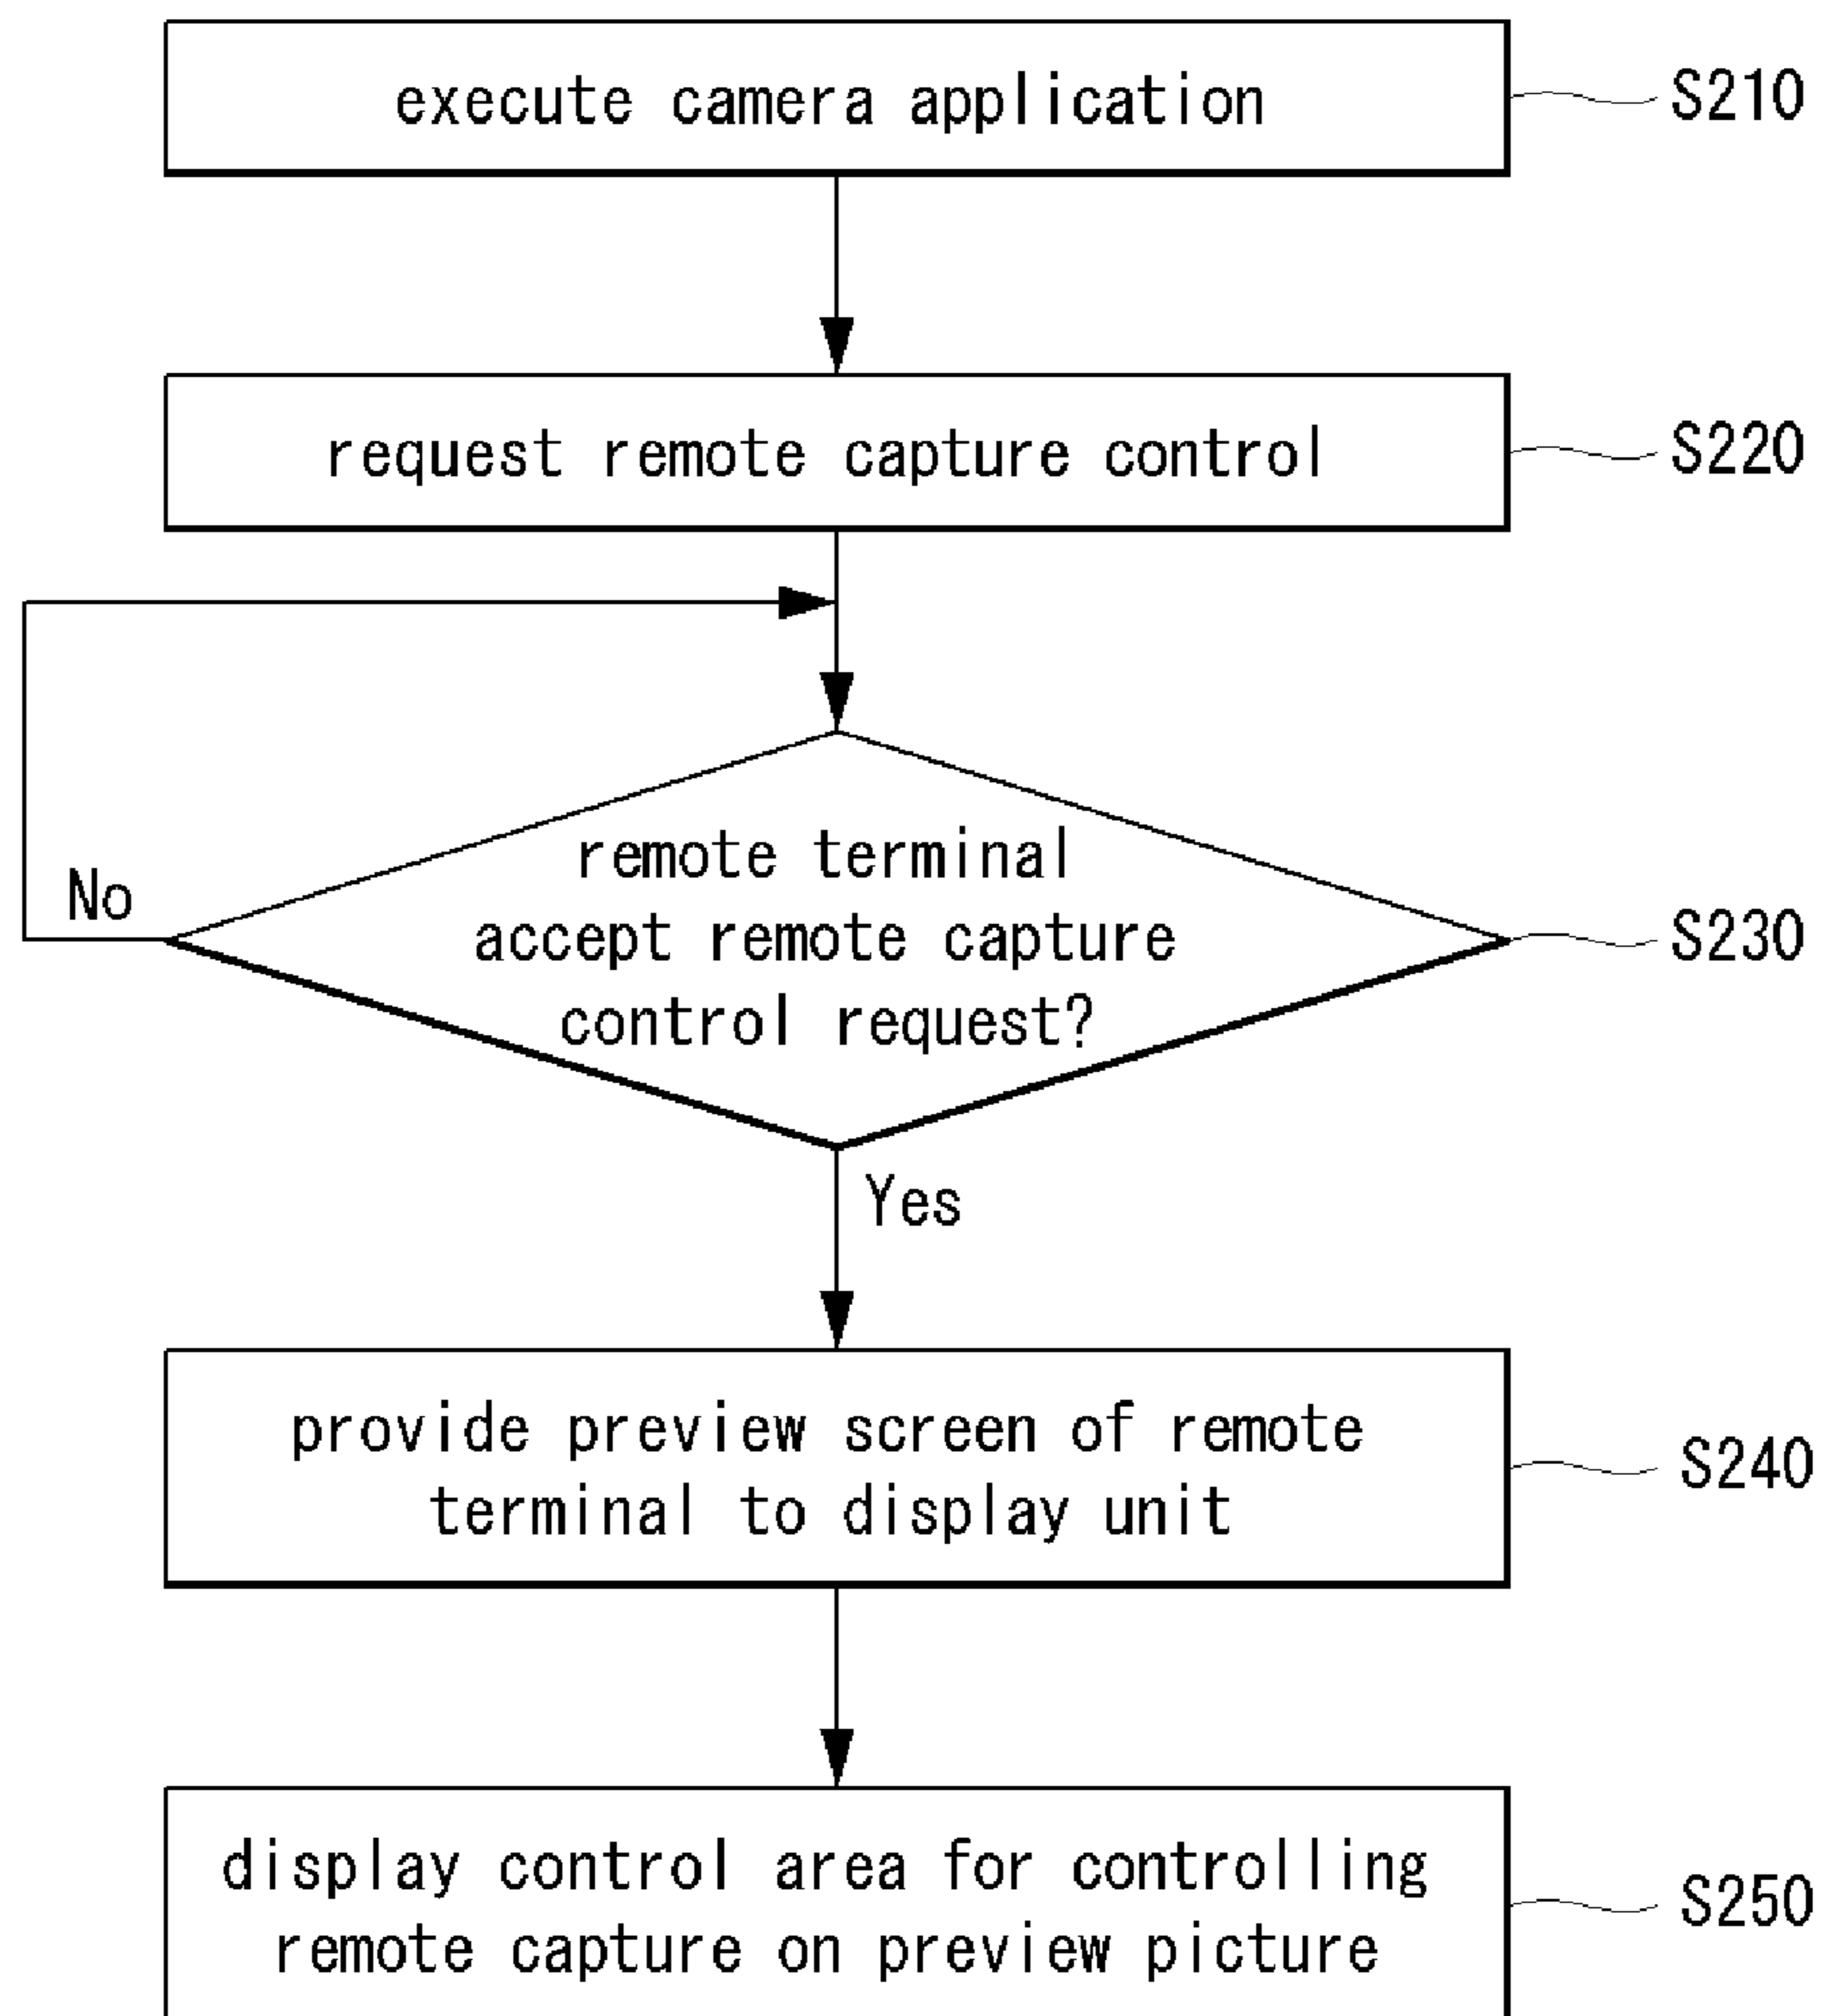 execute camera application
S210
request remote capture control
S220
remote terminal
accept remote capture
control request?
No
S230
Yes
provide preview screen of remote
terminal to display unit
S240
display control area for controlling
remote capture on preview picture
S250